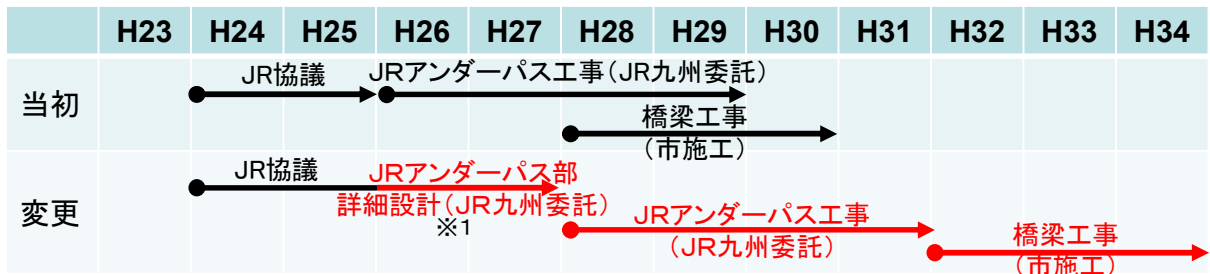 H23 H24 H25 H26 H27 H28 H29 H30 H31 H32 H33 H34
当初
JR協議
JRアンダーパス工事(JR九州委託)
橋梁工事
(市施工)
変更
JR協議
JRアンダーパス部
詳細設計(JR九州委託)
※1
JRアンダーパス工事
(JR九州委託)
橋梁工事
(市施工)